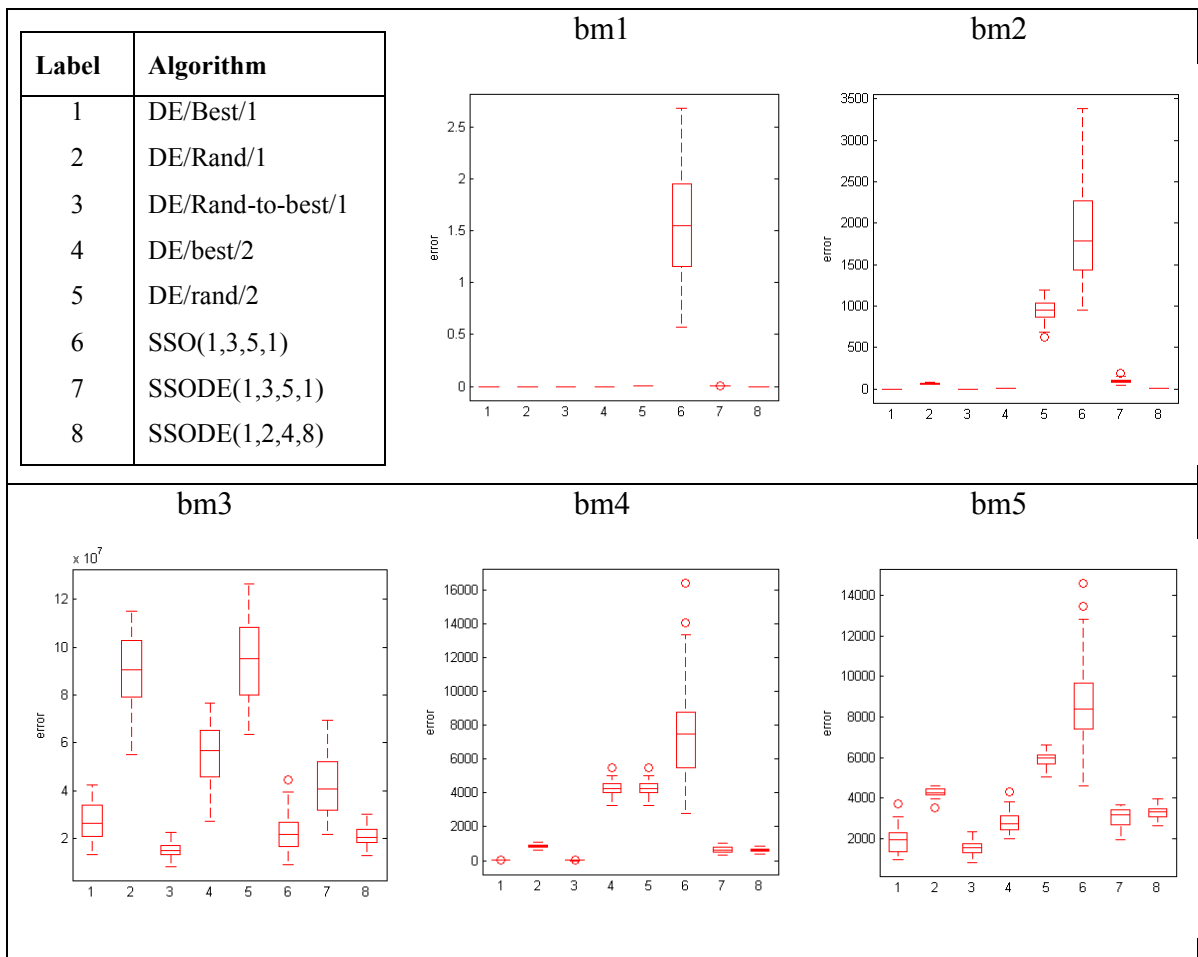 Label Algorithm
1 DE/Best/1
2 DE/Rand/1
3 DE/Rand-to-best/1
4 DE/best/2
5 DE/rand/2
6 SSO(1,3,5,1)
7 SSODE(1,3,5,1)
8 SSODE(1,2,4,8)
bm1
2.5
2
1.5
1
0.5
0
error
1 2 3 4 5 6 7 8
bm2
3500
3000
2500
2000
1500
1000
500
0
error
1 2 3 4 5 6 7 8
bm3
x 10^7
12
10
8
6
4
2
error
1 2 3 4 5 6 7 8
bm4
16000
14000
12000
10000
8000
6000
4000
2000
0
error
1 2 3 4 5 6 7 8
bm5
14000
12000
10000
8000
6000
4000
2000
error
1 2 3 4 5 6 7 8